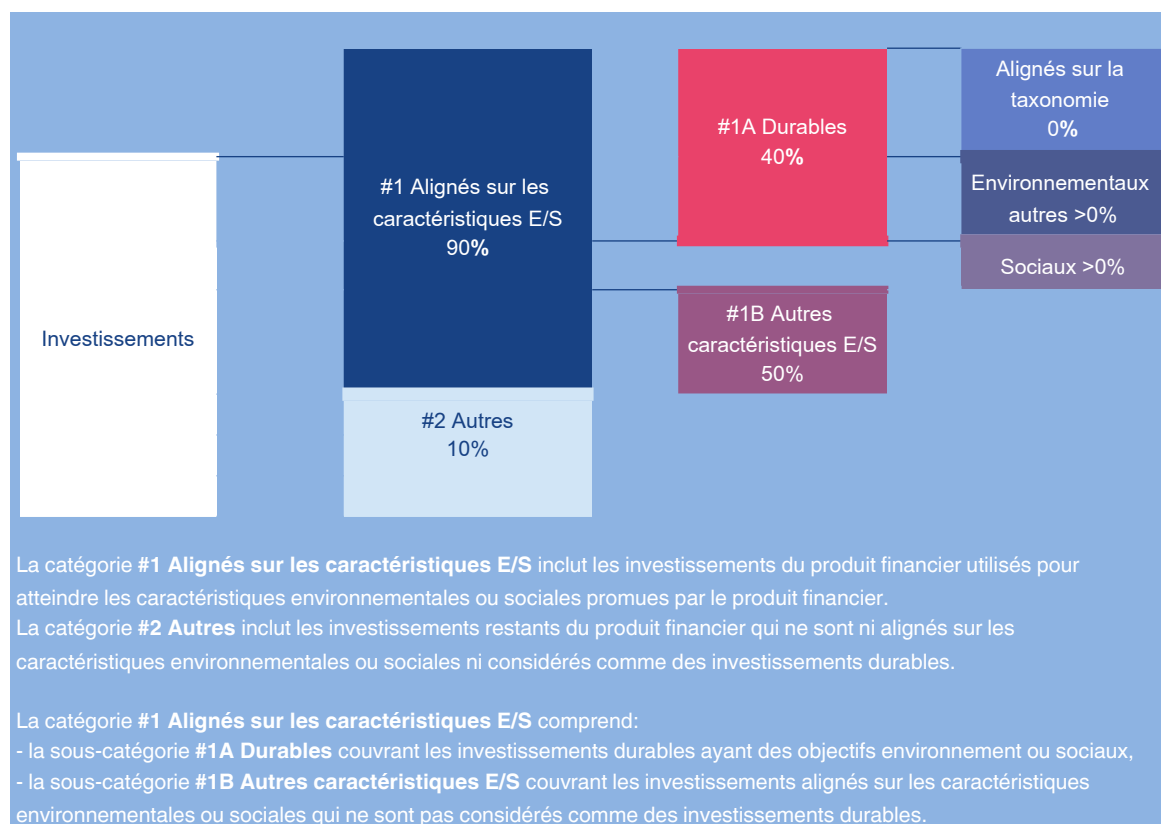 Investissements
#1 Alignés sur les
caractéristiques E/S
90%
#2 Autres
10%
#1A Durables
40%
#1B Autres
caractéristiques E/S
50%
Alignés sur la
taxonomie
0%
Environnementaux
autres >0%
Sociaux >0%
La catégorie #1 Alignés sur les caractéristiques E/S inclut les investissements du produit financier utilisés pour
atteindre les caractéristiques environnementales ou sociales promues par le produit financier.
La catégorie #2 Autres inclut les investissements restants du produit financier qui ne sont ni alignés sur les
caractéristiques environnementales ou sociales ni considérés comme des investissements durables.
La catégorie #1 Alignés sur les caractéristiques E/S comprend:
- la sous-catégorie #1A Durables couvrant les investissements durables ayant des objectifs environnement ou sociaux,
- la sous-catégorie #1B Autres caractéristiques E/S couvrant les investissements alignés sur les caractéristiques
environnementales ou sociales qui ne sont pas considérés comme des investissements durables.